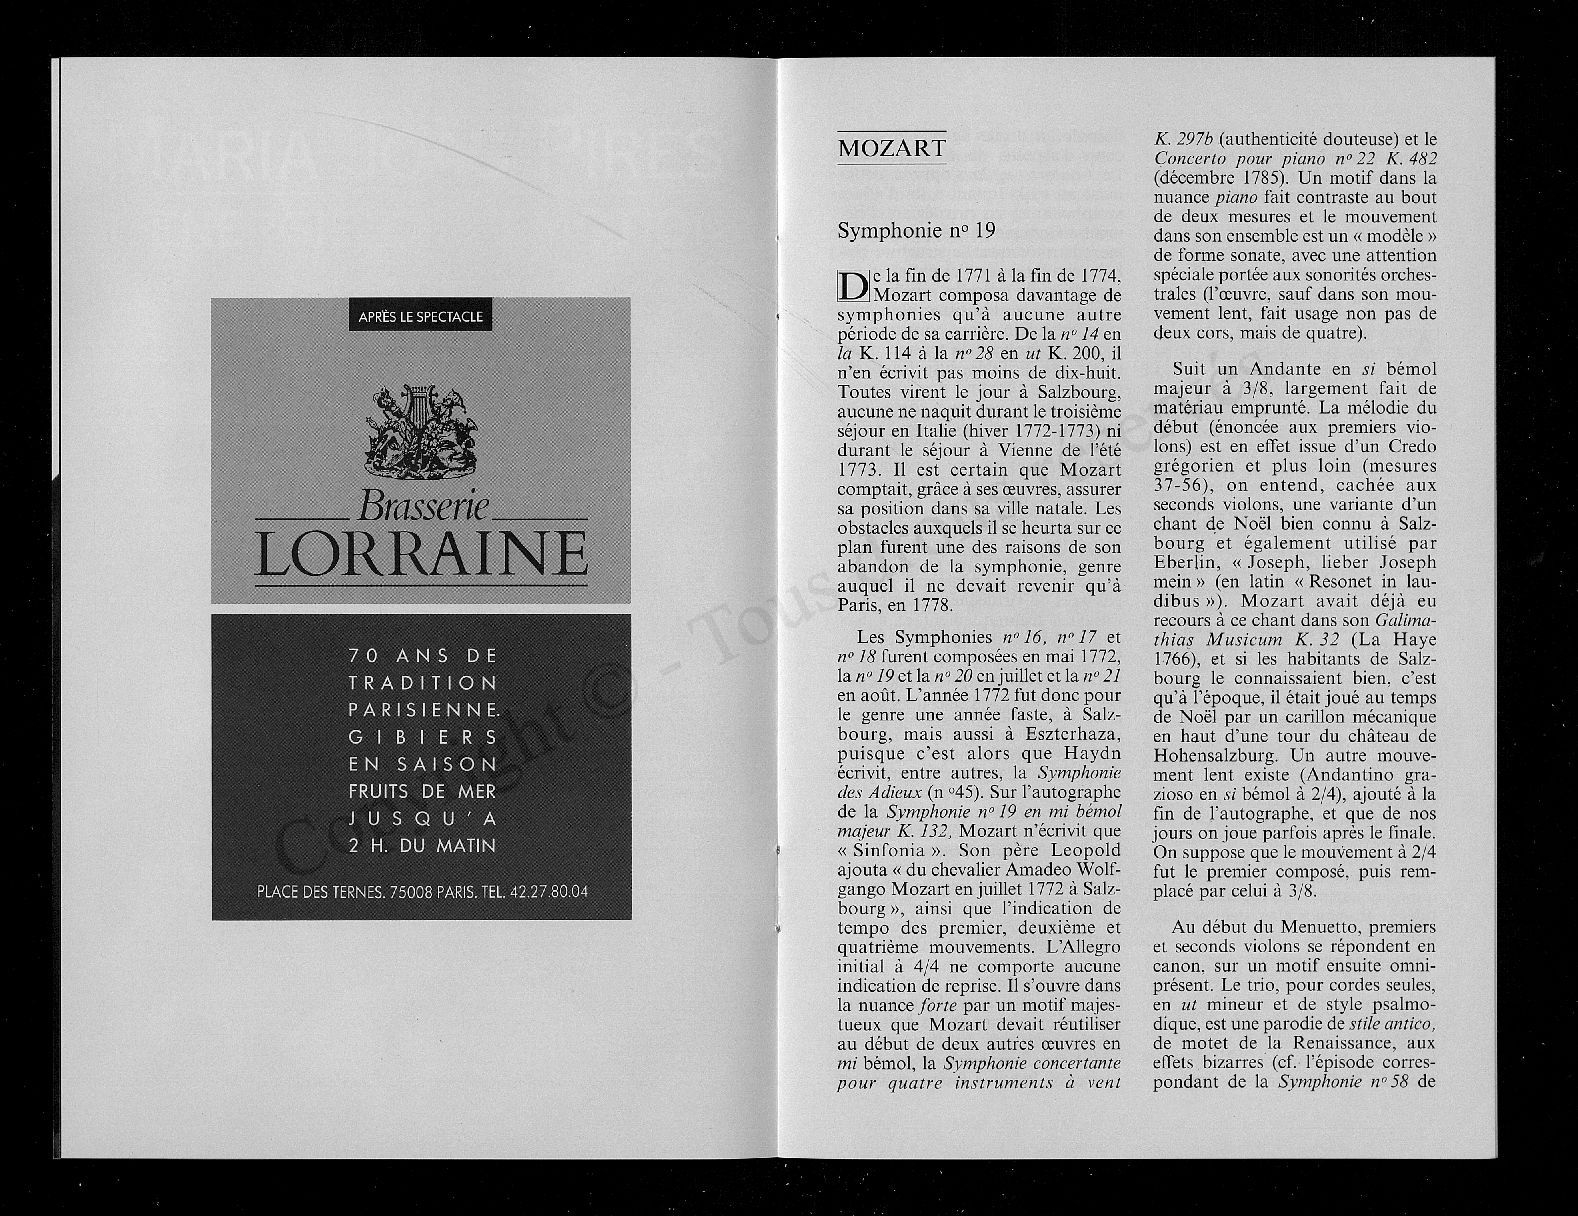 APRÈS LE SPECTACLE
Brasserie
LORRAINE
70 ANS DE
TRADITION
PARISIENNE.
GIBIERS
EN SAISON
FRUITS DE MER
JUSQU'A
2 H. DU MATIN
PLACE DES TERNES. 75008 PARIS. TEL. 42.27.80.04
Copyright © - Tous
MOZART
Symphonie nº 19
De la fin de 1771 à la fin de 1774,
Mozart composa davantage de
symphonies qu'à aucune autre
période de sa carrière. De la nº 14 en
la K. 114 à la nº 28 en ut K. 200, il
n'en écrivit pas moins de dix-huit.
Toutes virent le jour à Salzbourg,
aucune ne naquit durant le troisième
séjour en Italie (hiver 1772-1773) ni
durant le séjour à Vienne de l'été
1773. Il est certain que Mozart
comptait, grâce à ses œuvres, assurer
sa position dans sa ville natale. Les
obstacles auxquels il se heurta sur ce
plan furent une des raisons de son
abandon de la symphonie, genre
auquel il ne devait revenir qu'à
Paris, en 1778.
Les Symphonies nº 16, nº 17 et
nº 18 furent composées en mai 1772,
la nº 19 et la nº 20 en juillet et la nº 21
en août. L'année 1772 fut donc pour
le genre une année faste, à Salz-
bourg, mais aussi à Eszterhaza,
puisque c'est alors que Haydn
écrivit, entre autres, la Symphonie
des Adieux (n º45). Sur l'autographe
de la Symphonie nº 19 en mi bémol
majeur K. 132, Mozart n'écrivit que
« Sinfonia ». Son père Leopold
ajouta « du chevalier Amadeo Wolf-
gango Mozart en juillet 1772 à Salz-
bourg », ainsi que l'indication de
tempo des premier, deuxième et
quatrième mouvements. L'Allegro
initial à 4/4 ne comporte aucune
indication de reprise. Il s'ouvre dans
la nuance forte par un motif majes-
tueux que Mozart devait réutiliser
au début de deux autres œuvres en
mi bémol, la Symphonie concertante
pour quatre instruments à vent
K. 297b (authenticité douteuse) et le
Concerto pour piano nº 22 K. 482
(décembre 1785). Un motif dans la
nuance piano fait contraste au bout
de deux mesures et le mouvement
dans son ensemble est un « modèle »
de forme sonate, avec une attention
spéciale portée aux sonorités orches-
trales (l'œuvre, sauf dans son mou-
vement lent, fait usage non pas de
deux cors, mais de quatre).
Suit un Andante en si bémol
majeur à 3/8, largement fait de
matériau emprunté. La mélodie du
début (énoncée aux premiers vio-
lons) est en effet issue d'un Credo
grégorien et plus loin (mesures
37-56), on entend, cachée aux
seconds violons, une variante d'un
chant de Noël bien connu à Salz-
bourg et également utilisé par
Eberlin, « Joseph, lieber Joseph
mein » (en latin « Resonet in lau-
dibus »). Mozart avait déjà eu
recours à ce chant dans son Galima-
thias Musicum K. 32 (La Haye
1766), et si les habitants de Salz-
bourg le connaissaient bien, c'est
qu'à l'époque, il était joué au temps
de Noël par un carillon mécanique
en haut d'une tour du château de
Hohensalzburg. Un autre mouve-
ment lent existe (Andantino gra-
zioso en si bémol à 2/4), ajouté à la
fin de l'autographe, et que de nos
jours on joue parfois après le finale.
On suppose que le mouvement à 2/4
fut le premier composé, puis rem-
placé par celui à 3/8.
Au début du Menuetto, premiers
et seconds violons se répondent en
canon, sur un motif ensuite omni-
présent. Le trio, pour cordes seules,
en ut mineur et de style psalmo-
dique, est une parodie de stile antico,
de motet de la Renaissance, aux
effets bizarres (cf. l'épisode corres-
pondant de la Symphonie nº 58 de